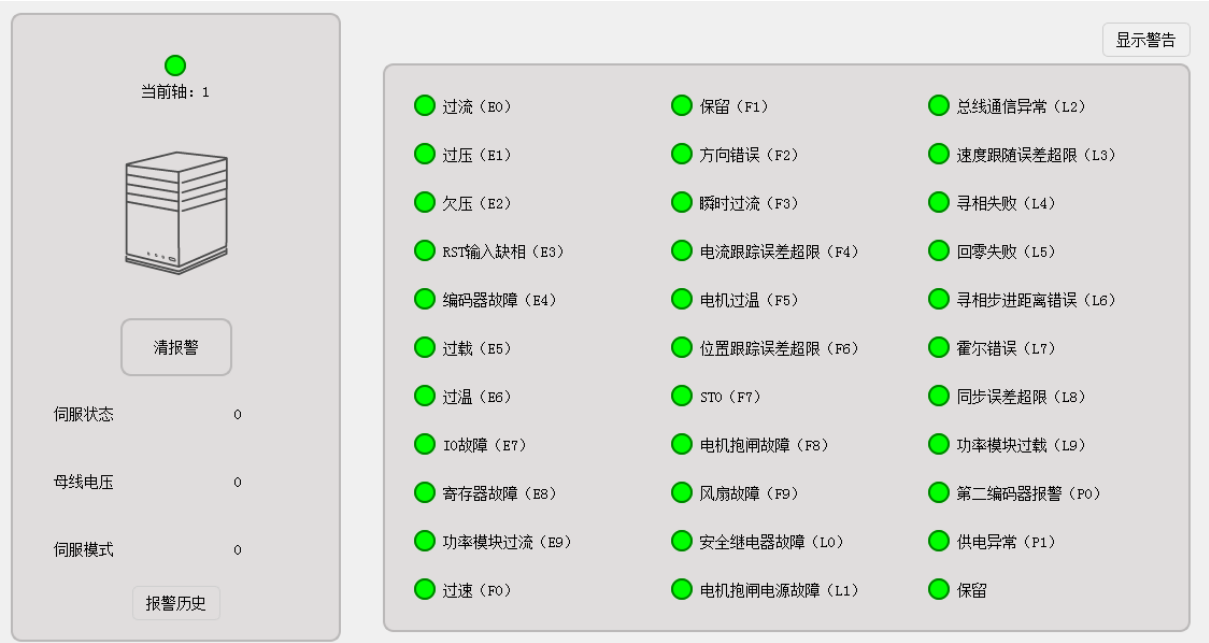 显示警告
当前轴: 1
清报警
伺服状态 0
母线电压 0
伺服模式 0
报警历史
过流（E0） 保留（F1） 总线通信异常（L2）
过压（E1） 方向错误（F2） 速度跟随误差超限（L3）
欠压（E2） 瞬时过流（F3） 寻相失败（L4）
RST输入缺相（E3） 电流跟踪误差超限（F4） 回零失败（L5）
编码器故障（E4） 电机过温（F5） 寻相步进距离错误（L6）
过载（E5） 位置跟踪误差超限（F6） 霍尔错误（L7）
过温（E6） STO（F7） 同步误差超限（L8）
IO故障（E7） 电机抱闸故障（F8） 功率模块过载（L9）
寄存器故障（E8） 风扇故障（F9） 第二编码器报警（P0）
功率模块过流（E9） 安全继电器故障（L0） 供电异常（P1）
过速（F0） 电机抱闸电源故障（L1） 保留